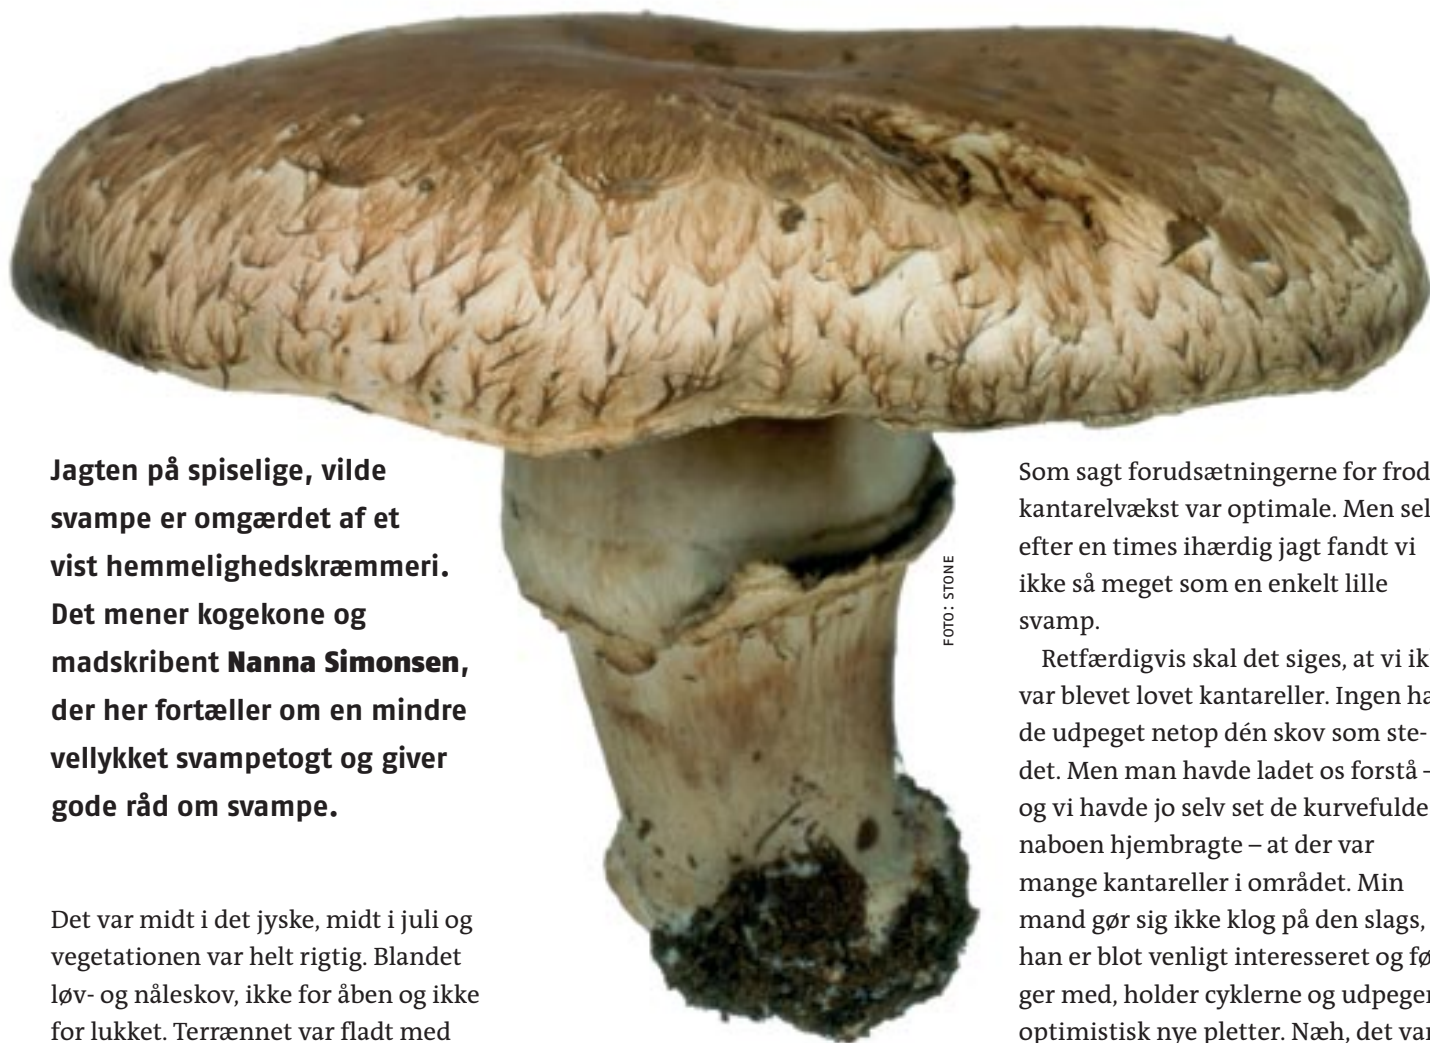 Jagten på spiselige, vilde
svampe er omgærdet af et
vist hemmelighedskræmmeri.
Det mener kogekone og
madskribent Nanna Simonsen,
der her fortæller om en mindre
vellykket svampetogt og giver
gode råd om svampe.
Det var midt i det jyske, midt i juli og
vegetationen var helt rigtig. Blandet
løv- og nåleskov, ikke for åben og ikke
for lukket. Terrænnet var fladt med
FOTO: STONE
Som sagt forudsætningerne for frod
kantarelvækst var optimale. Men sel
efter en times ihærdig jagt fandt vi
ikke så meget som en enkelt lille
svamp.
Retfærdigvis skal det siges, at vi ik
var blevet lovet kantareller. Ingen ha
de udpeget netop dén skov som ste-
det. Men man havde ladet os forstå –
og vi havde jo selv set de kurvefulde
naboen hjembragte – at der var
mange kantareller i området. Min
mand gør sig ikke klog på den slags,
han er blot venligt interesseret og fø
ger med, holder cyklerne og udpeger
optimistisk nye pletter. Næh, det var